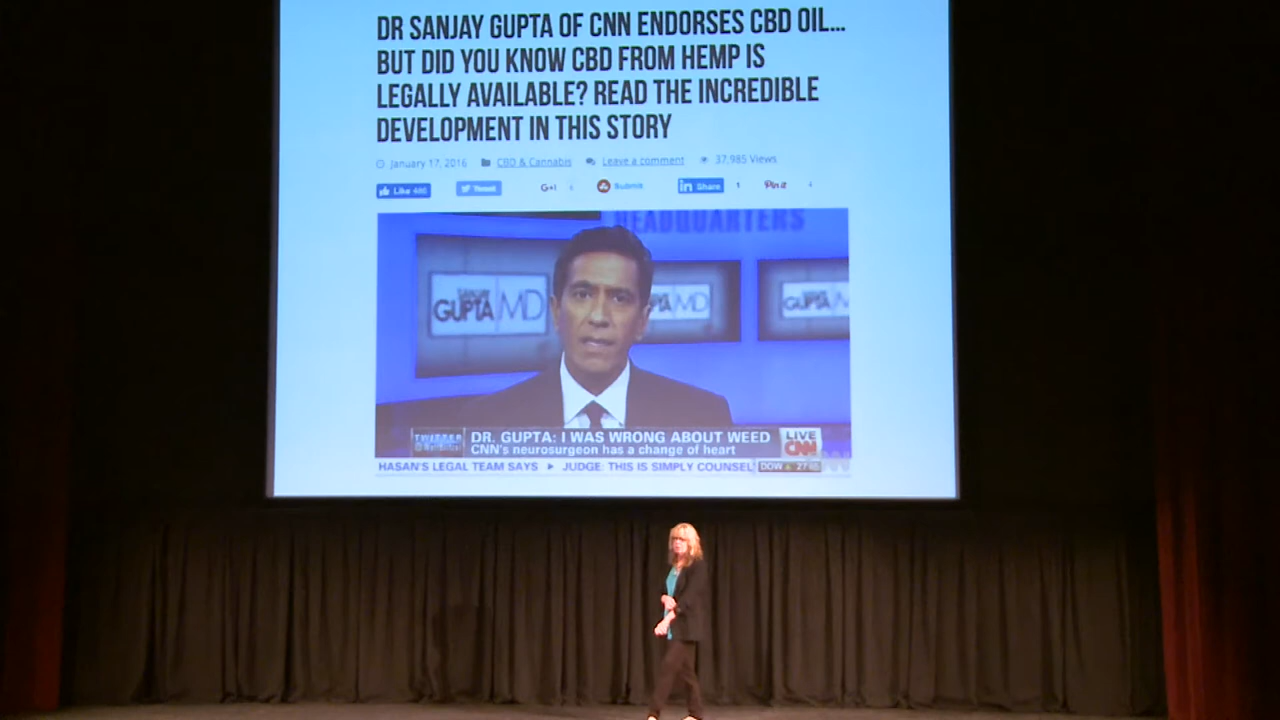 DR SANJAY GUPTA OF CNN ENDORSES CBD OIL...
BUT DID YOU KNOW CBD FROM HEMP IS
LEGALLY AVAILABLE? READ THE INCREDIBLE
DEVELOPMENT IN THIS STORY
January 17, 2016 CBD & Cannabis Leave a comment 37,985 Views
Like Tweet G+1 Submit in Share 1 Pin it
HEADQUARTERS
SANJAY
GUPTA MD
GUPTA
DR. GUPTA: I WAS WRONG ABOUT WEED
CNN's neurosurgeon has a change of heart
LIVE
CNN
HASAN'S LEGAL TEAM SAYS ▸ JUDGE: THIS IS SIMPLY COUNSEL DOW